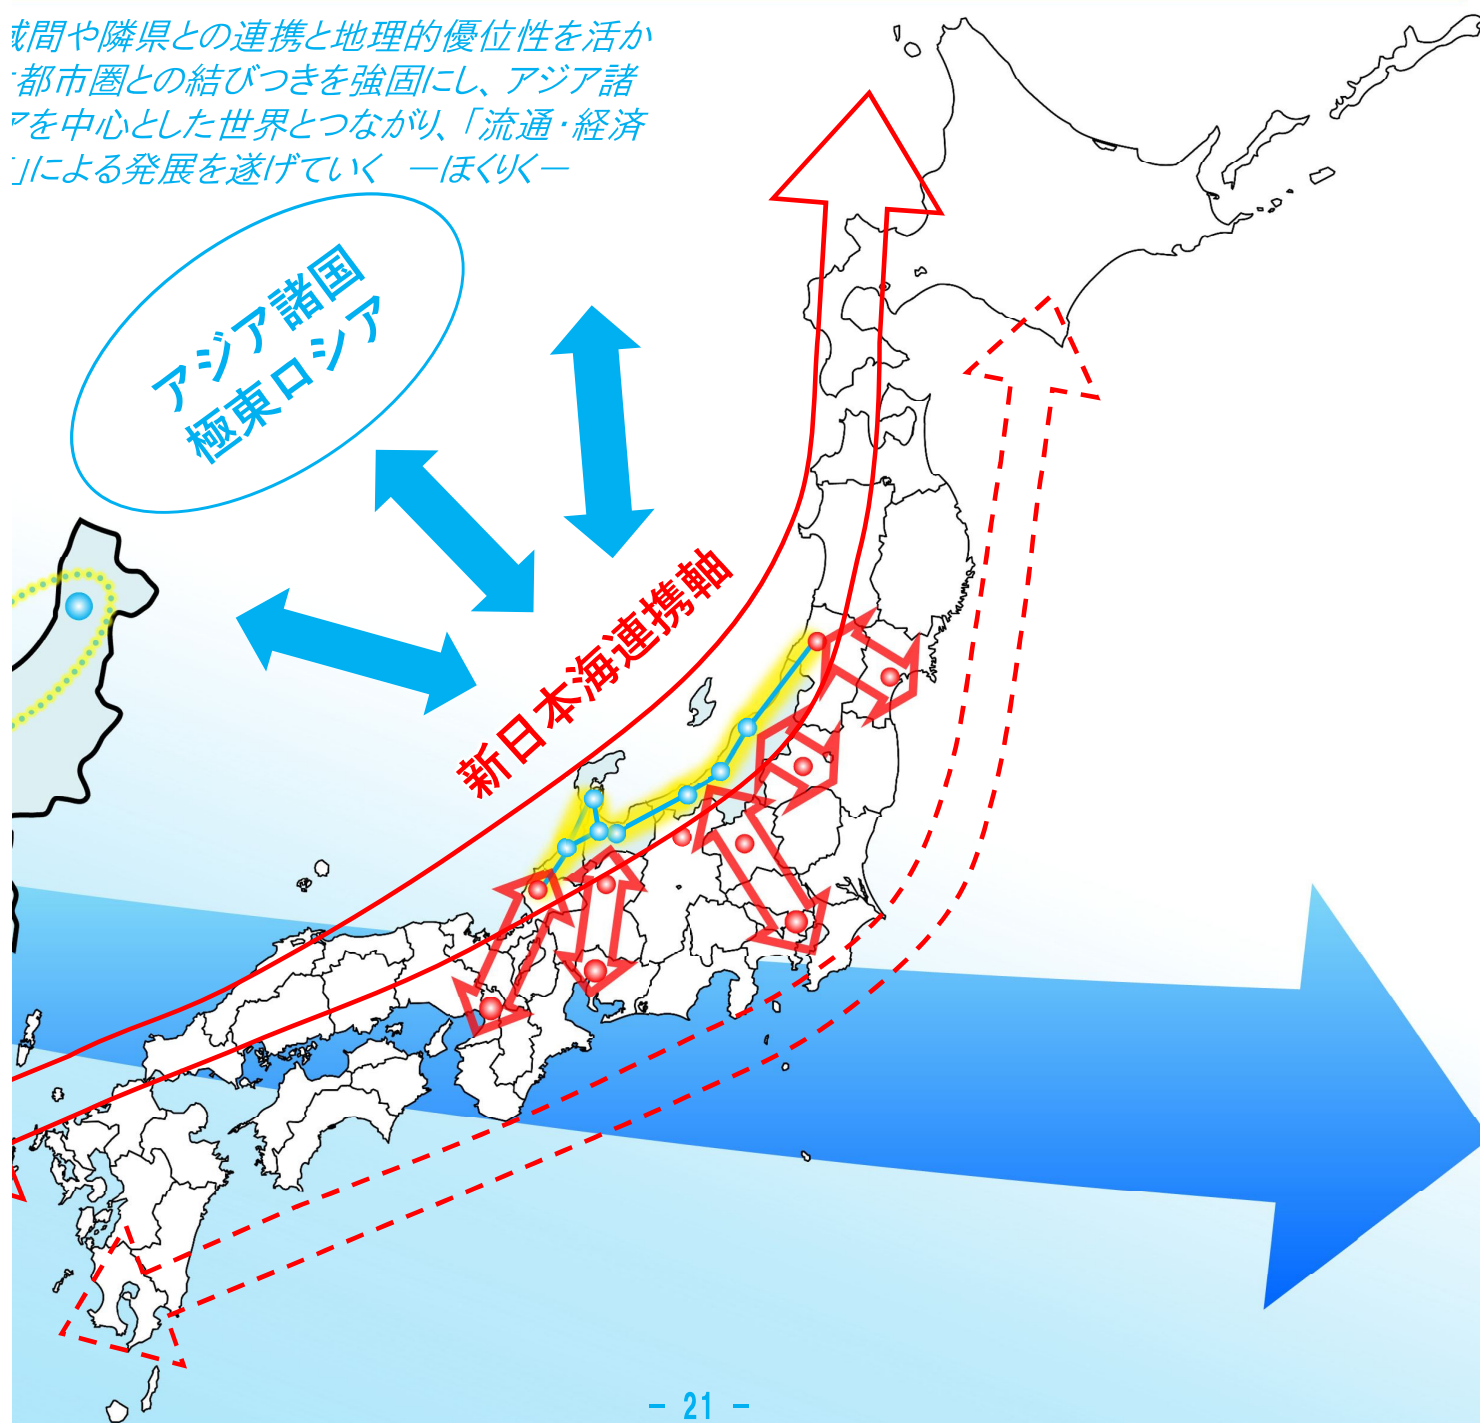 間や隣県との連携と地理的優位性を活か
都市圏との結びつきを強固にし、アジア諸
アを中心とした世界とつながり、「流通・経済
」による発展を遂げていく －ほくりく－
アジア諸国
極東ロシア
新日本海連携軸
－ 21 －